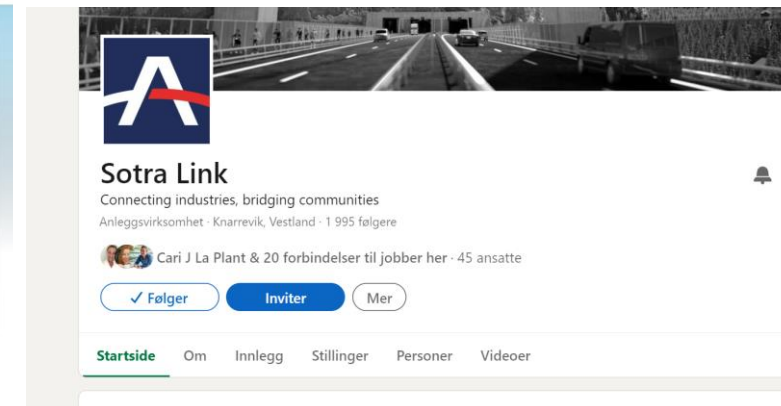 Sotra Link
Connecting industries, bridging communities
Anleggsvirksomhet · Knarrevik, Vestland · 1 995 følgere
Cari J La Plant & 20 forbindelser til jobber her · 45 ansatte
✓ Følger Inviter Mer
Startside Om Innlegg Stillinger Personer Videoer